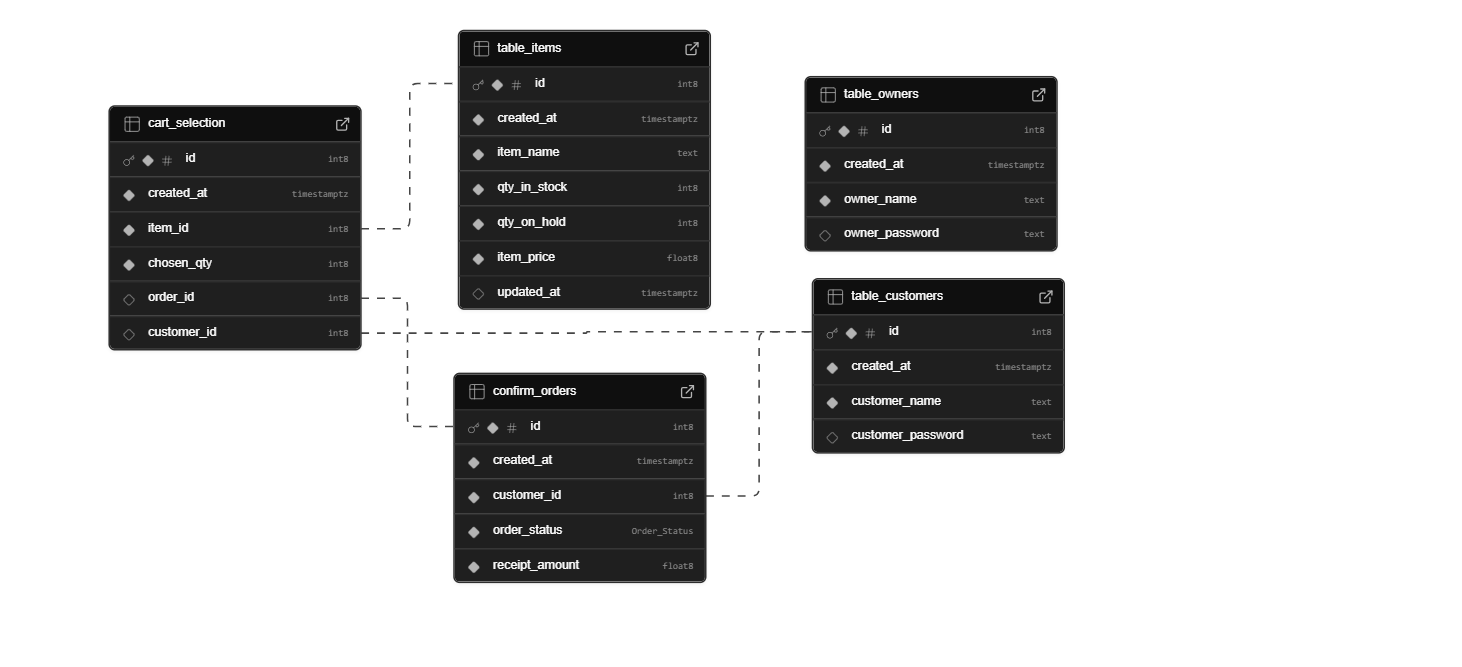 table_items
# id int8
created_at timestamptz
item_name text
qty_in_stock int8
qty_on_hold int8
item_price float8
updated_at timestamptz
table_owners
# id int8
created_at timestamptz
owner_name text
owner_password text
cart_selection
# id int8
created_at timestamptz
item_id int8
chosen_qty int8
order_id int8
customer_id int8
table_customers
# id int8
created_at timestamptz
customer_name text
customer_password text
confirm_orders
# id int8
created_at timestamptz
customer_id int8
order_status Order_Status
receipt_amount float8